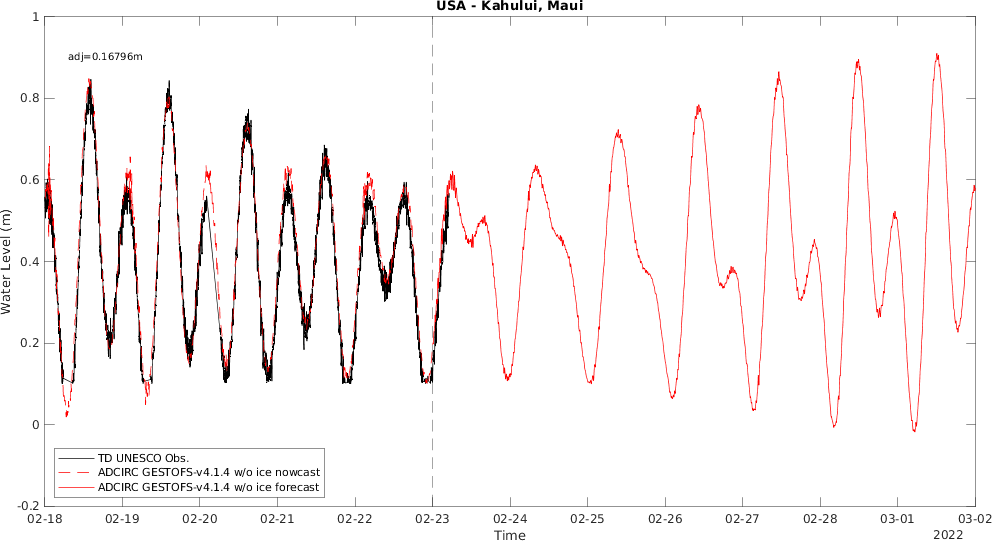 USA - Kahului, Maui
adj=0.16796m
Water Level (m)
1
0.8
0.6
0.4
0.2
0
-0.2
TD UNESCO Obs.
ADCIRC GESTOFS-v4.1.4 w/o ice nowcast
ADCIRC GESTOFS-v4.1.4 w/o ice forecast
02-18 02-19 02-20 02-21 02-22 02-23 02-24 02-25 02-26 02-27 02-28 03-01 03-02
Time
2022